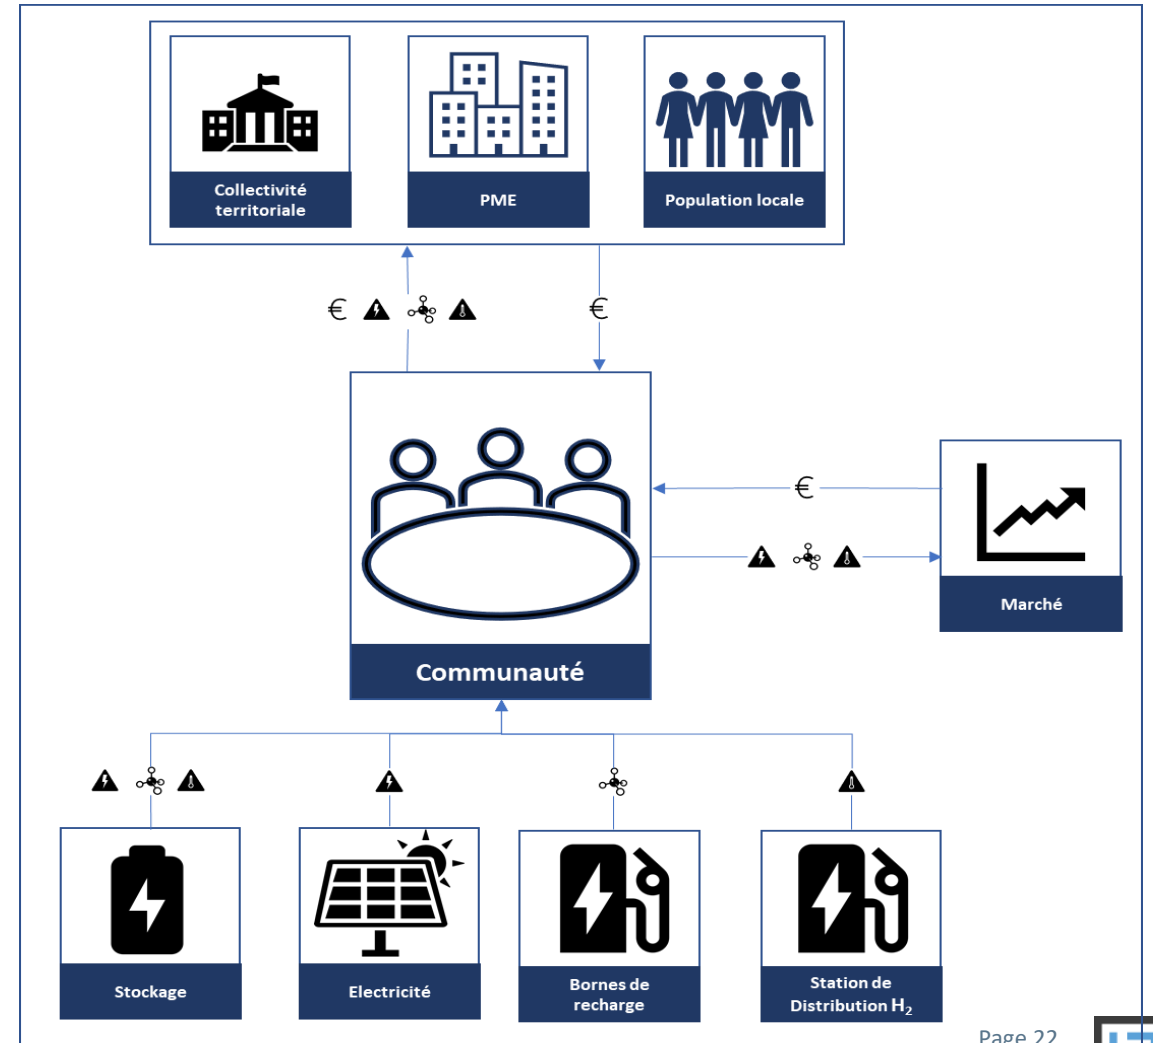 Collectivité
territoriale
PME
Population locale
€
€
€
Marché
Communauté
Stockage
Electricité
Bornes de
recharge
Station de
Distribution H₂
Page 22